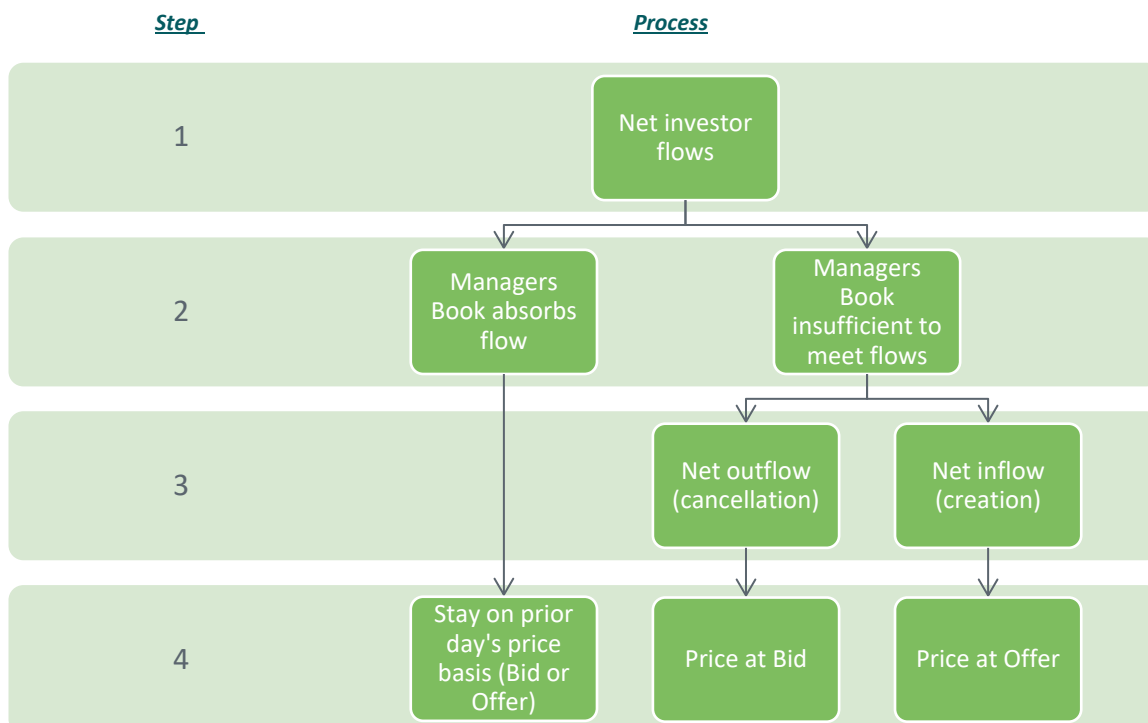 Step Process
1
Net investor
flows
2
Managers
Book absorbs
flow
Managers
Book
insufficient to
meet flows
3
Net outflow
(cancellation)
Net inflow
(creation)
4
Stay on prior
day's price
basis (Bid or
Offer)
Price at Bid
Price at Offer